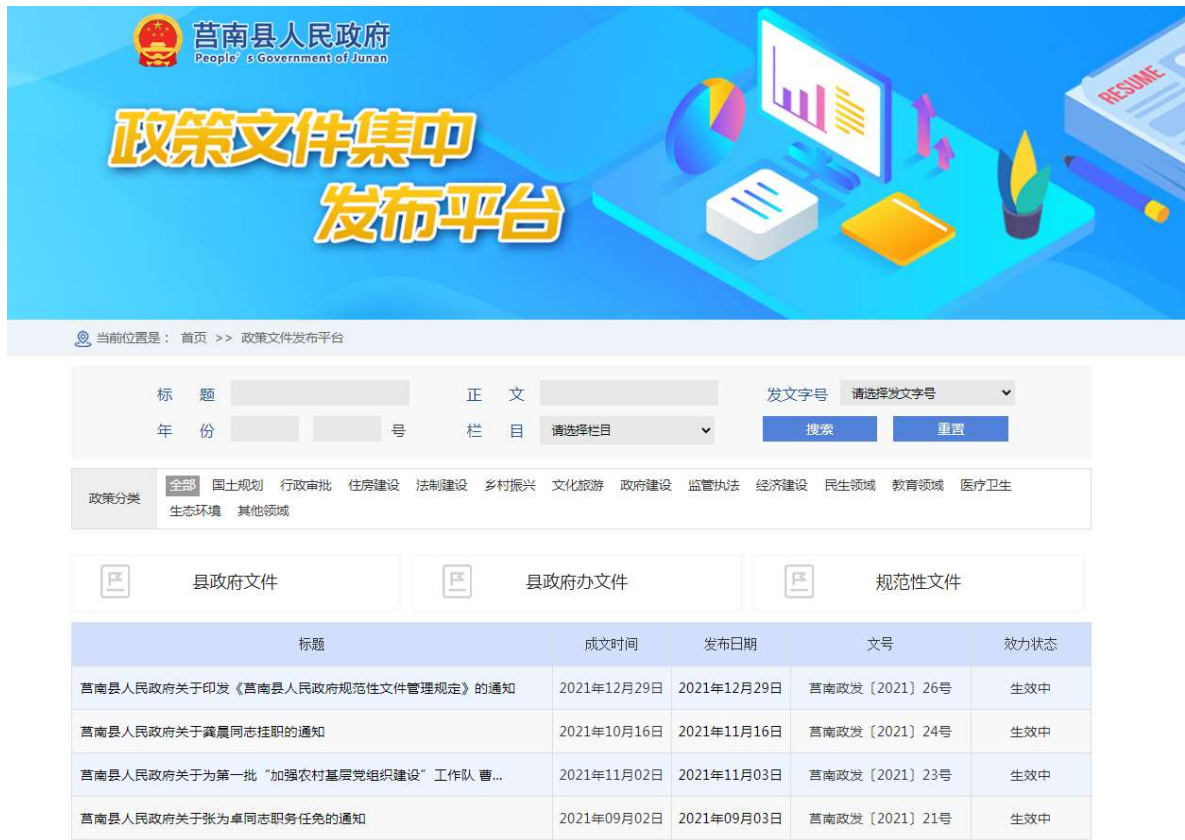 莒南县人民政府
People's Government of Junan
政策文件集中
发布平台
RESUME
当前位置是： 首页 >> 政策文件发布平台
标 题 正 文 发文字号 请选择发文字号
年 份 号 栏 目 请选择栏目 搜索 重置
政策分类 全部 国土规划 行政审批 住房建设 法制建设 乡村振兴 文化旅游 政府建设 监管执法 经济建设 民生领域 教育领域 医疗卫生
生态环境 其他领域
县政府文件 县政府办文件 规范性文件
标题 成文时间 发布日期 文号 效力状态
莒南县人民政府关于印发《莒南县人民政府规范性文件管理规定》的通知 2021年12月29日 2021年12月29日 莒南政发〔2021〕26号 生效中
莒南县人民政府关于龚晨同志挂职的通知 2021年10月16日 2021年11月16日 莒南政发〔2021〕24号 生效中
莒南县人民政府关于为第一批“加强农村基层党组织建设”工作队 曹... 2021年11月02日 2021年11月03日 莒南政发〔2021〕23号 生效中
莒南县人民政府关于张为卓同志职务任免的通知 2021年09月02日 2021年09月03日 莒南政发〔2021〕21号 生效中